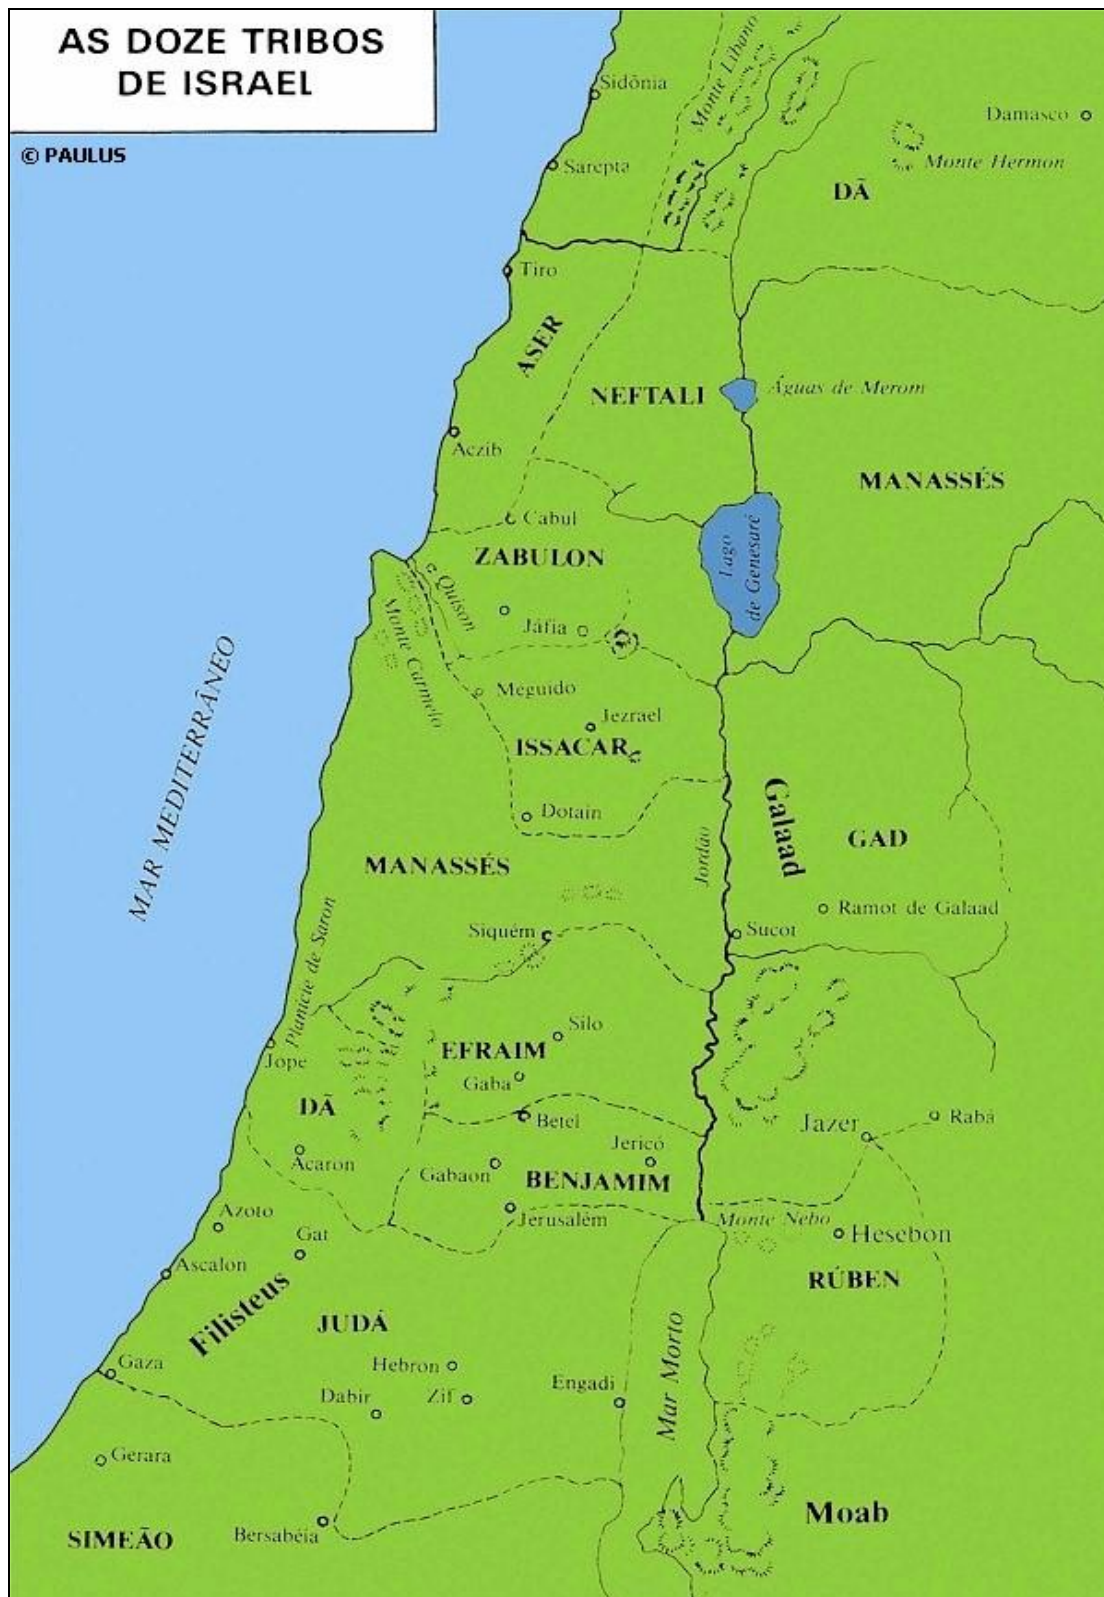 AS DOZE TRIBOS
DE ISRAEL
© PAULUS
Sidônia
Monte Líbano
Damasco
Monte Hermon
Sarepta
DÃ
Tiro
ASER
NEFTALI
Águas de Merom
Aczib
MANASSÉS
Cabul
Lago
de Genesaré
ZABULON
Quison
Jáfia
Monte Carmelo
Meguido
MAR MEDITERRÂNEO
Jezrael
ISSACAR
Dotain
Galaad
Jordão
GAD
MANASSÉS
Ramot de Galaad
Siquém
Sucot
Planície de Saron
Silo
EFRAIM
Jope
Gaba
DÃ
Betel
Jazer
Rabá
Jericó
Acaron
Gabaon
BENJAMIM
Azoto
Jerusalém
Monte Nebo
Hesebon
Gat
Ascalon
RÚBEN
Filisteus
JUDÁ
Mar Morto
Gaza
Hebron
Engadi
Dabir
Zif
Gerara
Moab
SIMEÃO
Bersabéia